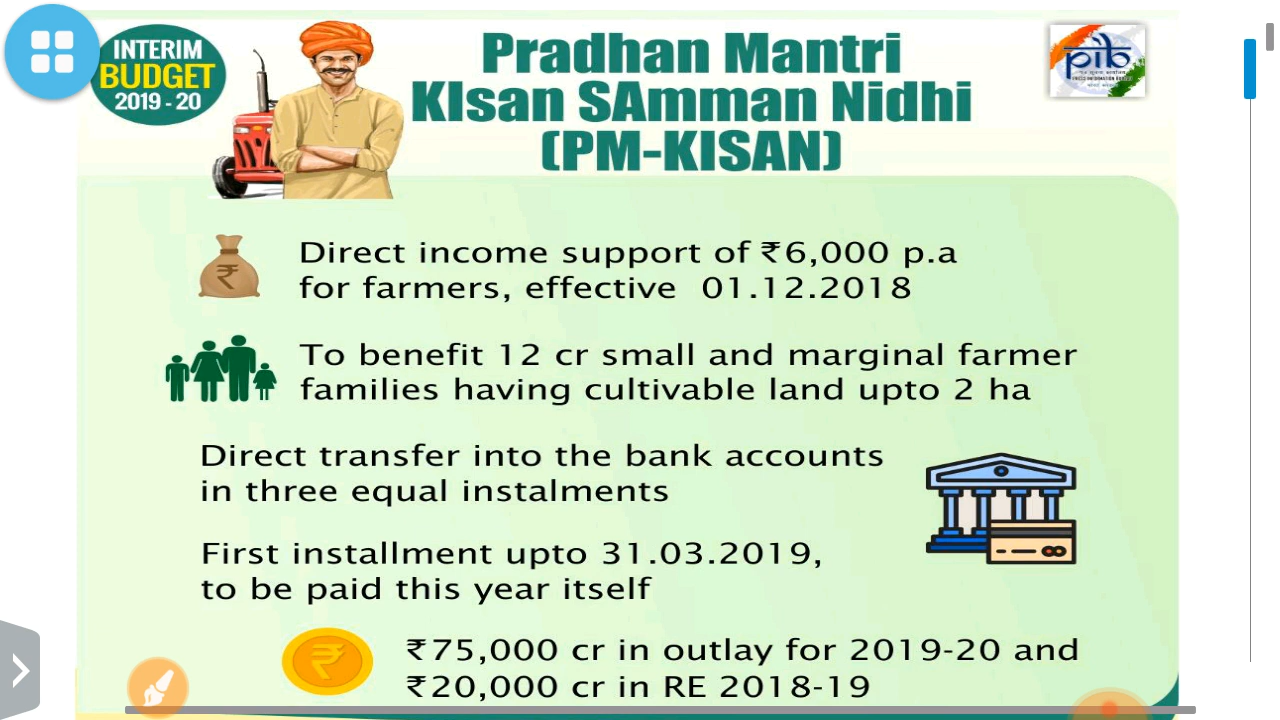 INTERIM
BUDGET
2019 - 20
Pradhan Mantri
KIsan SAmman Nidhi
(PM-KISAN)
pib
Direct income support of ₹6,000 p.a
for farmers, effective 01.12.2018
To benefit 12 cr small and marginal farmer
families having cultivable land upto 2 ha
Direct transfer into the bank accounts
in three equal instalments
First installment upto 31.03.2019,
to be paid this year itself
₹75,000 cr in outlay for 2019-20 and
₹20,000 cr in RE 2018-19